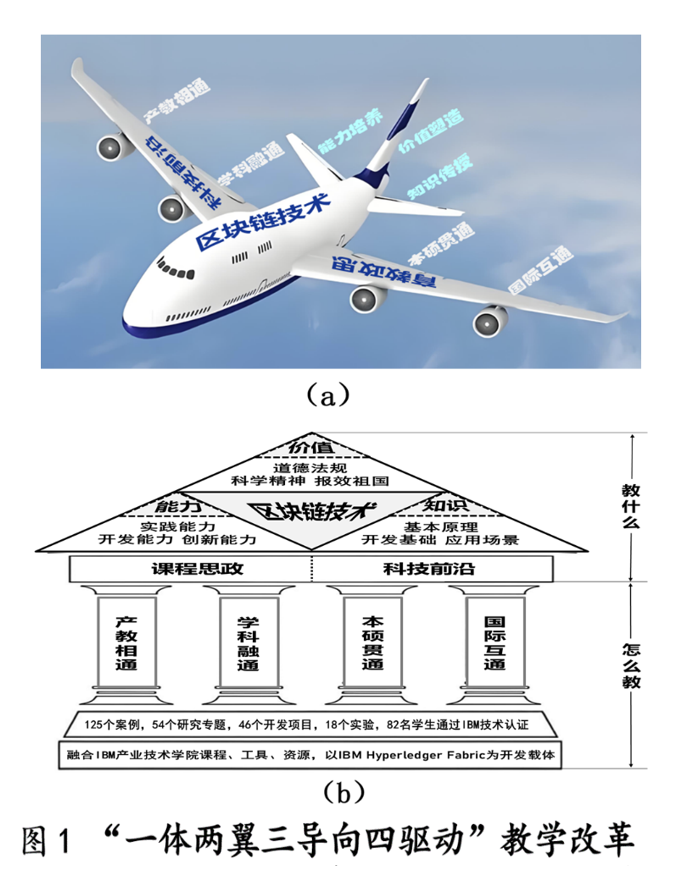 产教相通
科技前沿
学科融通
能力培养
价值塑造
知识传授
区块链技术
本硕贯通
思政教育
国际互通
(a)
价值
道德法规
科学精神 报效祖国
能力
区块链技术
知识
实践能力
开发能力 创新能力
基本原理
开发基础 应用场景
课程思政
科技前沿
产教相通
学科融通
本硕贯通
国际互通
教什么
怎么教
125个案例，54个研究专题，46个开发项目，18个实验，82名学生通过IBM技术认证
融合IBM产业技术学院课程、工具、资源，以IBM Hyperledger Fabric为开发载体
(b)
图1 “一体两翼三导向四驱动”教学改革